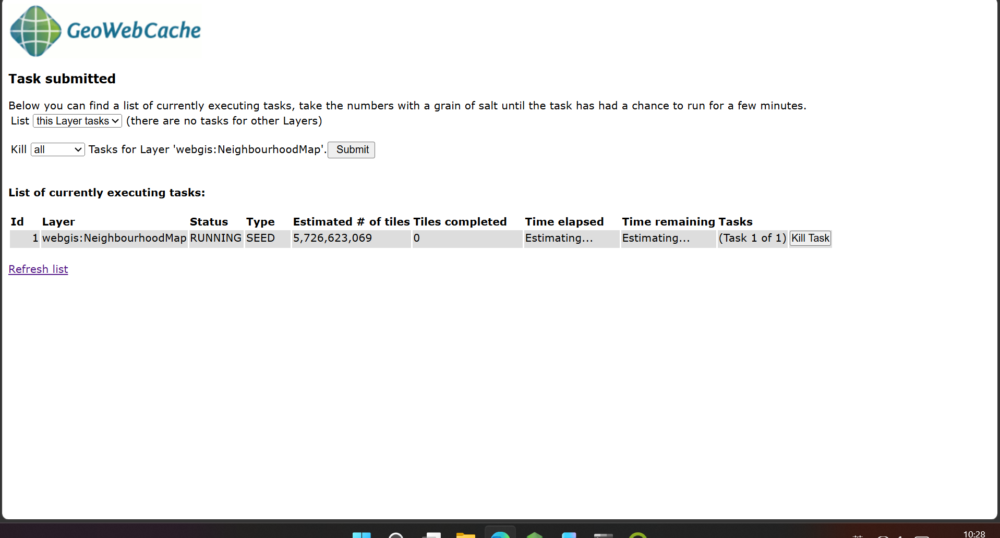 GeoWebCache
Task submitted
Below you can find a list of currently executing tasks, take the numbers with a grain of salt until the task has had a chance to run for a few minutes.
List this Layer tasks (there are no tasks for other Layers)
Kill all Tasks for Layer 'webgis:NeighbourhoodMap'. Submit
List of currently executing tasks:
Id Layer Status Type Estimated # of tiles Tiles completed Time elapsed Time remaining Tasks
1 webgis:NeighbourhoodMap RUNNING SEED 5,726,623,069 0 Estimating... Estimating... (Task 1 of 1) Kill Task
Refresh list
10:28